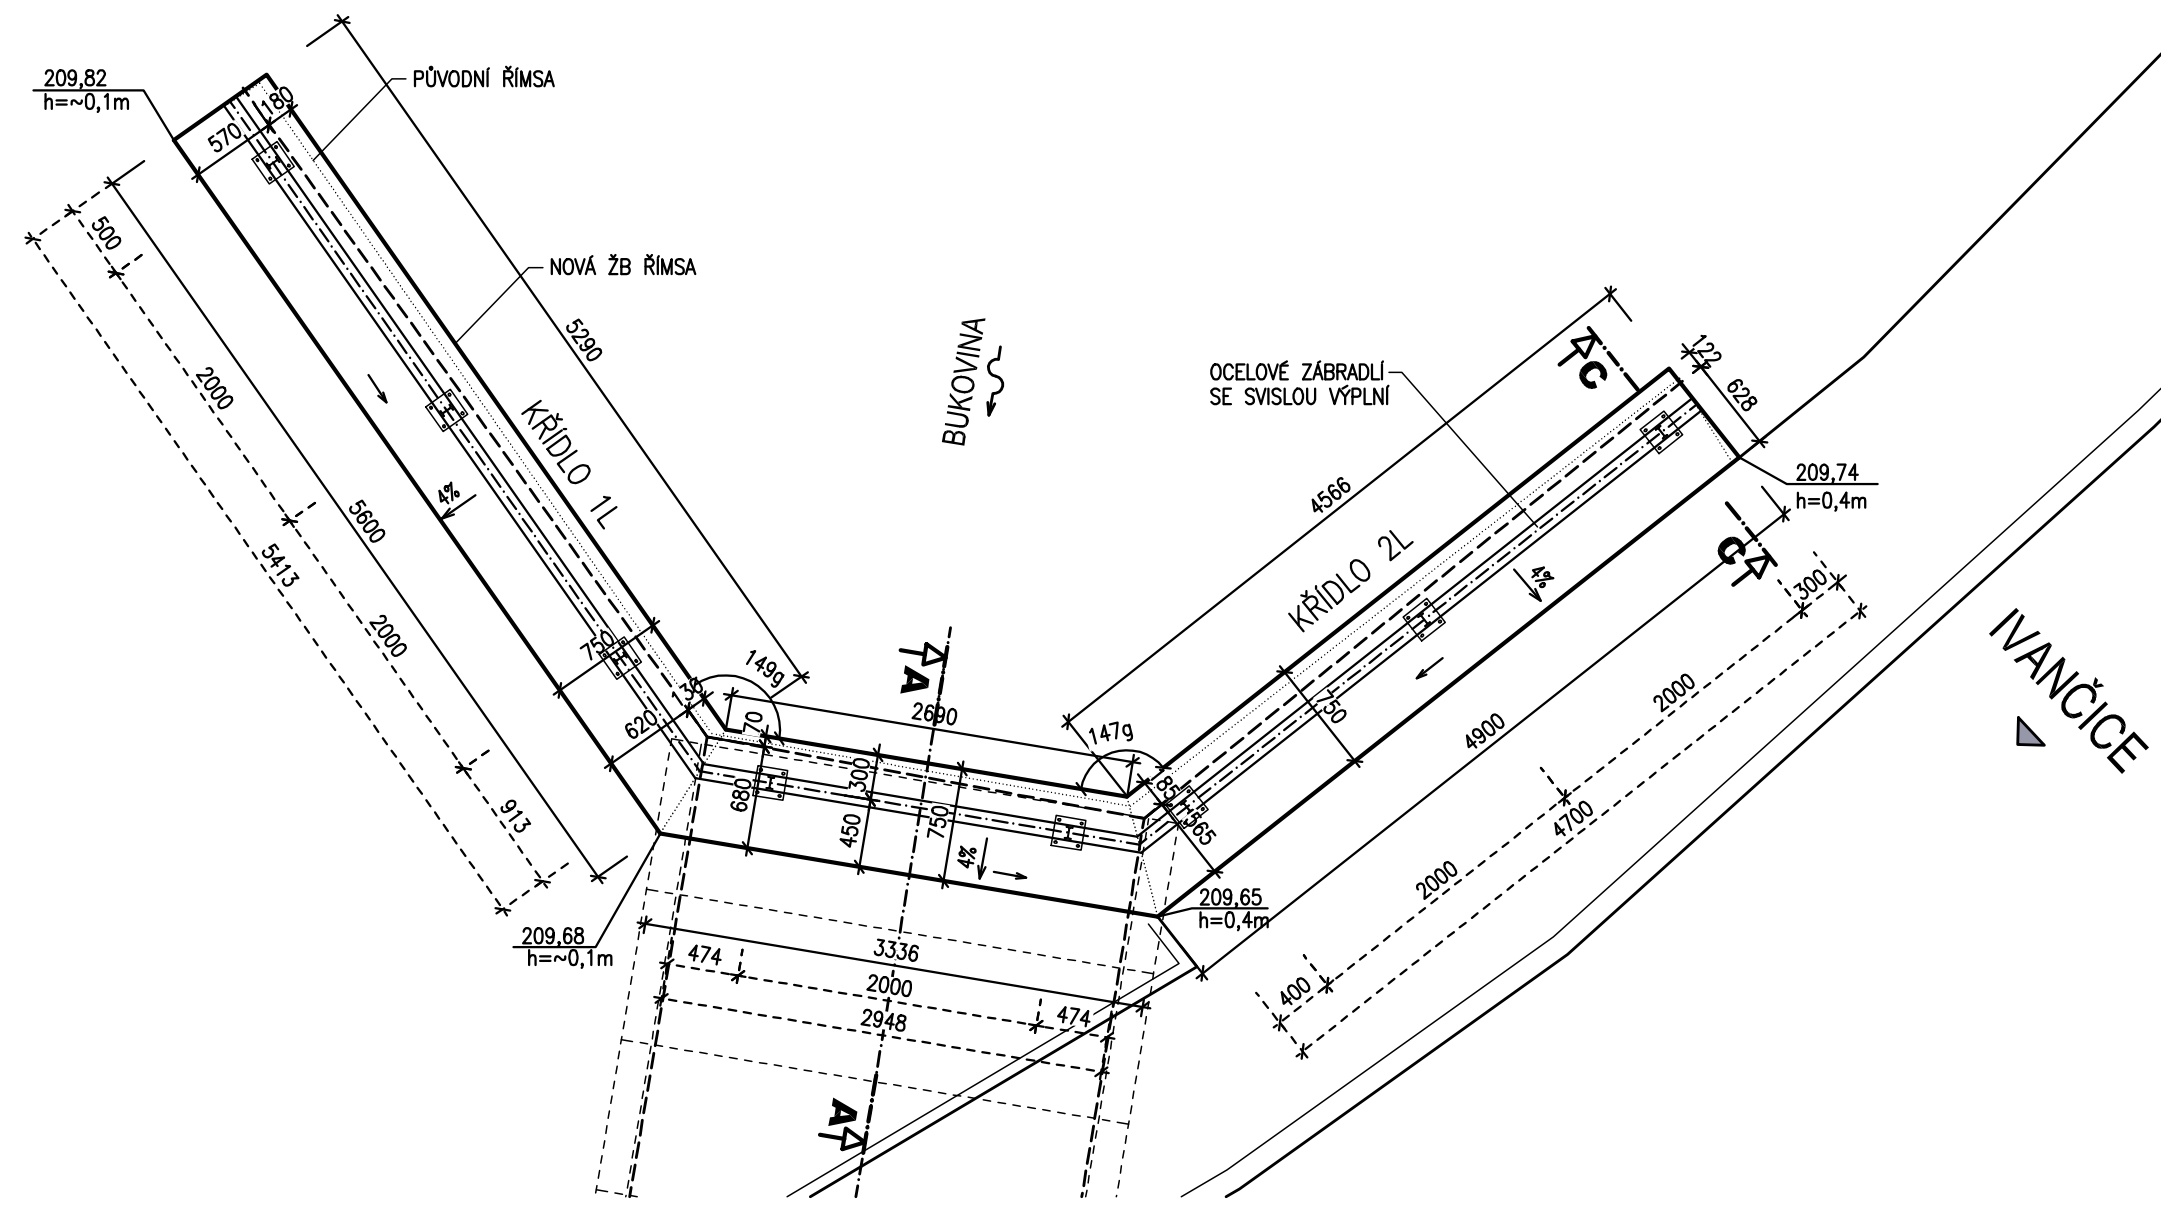 209,82
h=~0,1m
PŮVODNÍ ŘÍMSA
180
570
500
NOVÁ ŽB ŘÍMSA
5290
BUKOVINA
OCELOVÉ ZÁBRADLÍ
SE SVISLOU VÝPLNÍ
C
122
628
2000
KŘÍDLO 1L
4%
5600
5413
4566
209,74
h=0,4m
C
KŘÍDLO 2L
4%
300
2000
750
149g
136
620
A
2690
70
147g
2000
750
4900
IVANČICE
680
300
450
750
85
565
4%
913
4700
2000
209,65
h=0,4m
209,68
h=~0,1m
3336
474
2000
474
2948
400
A